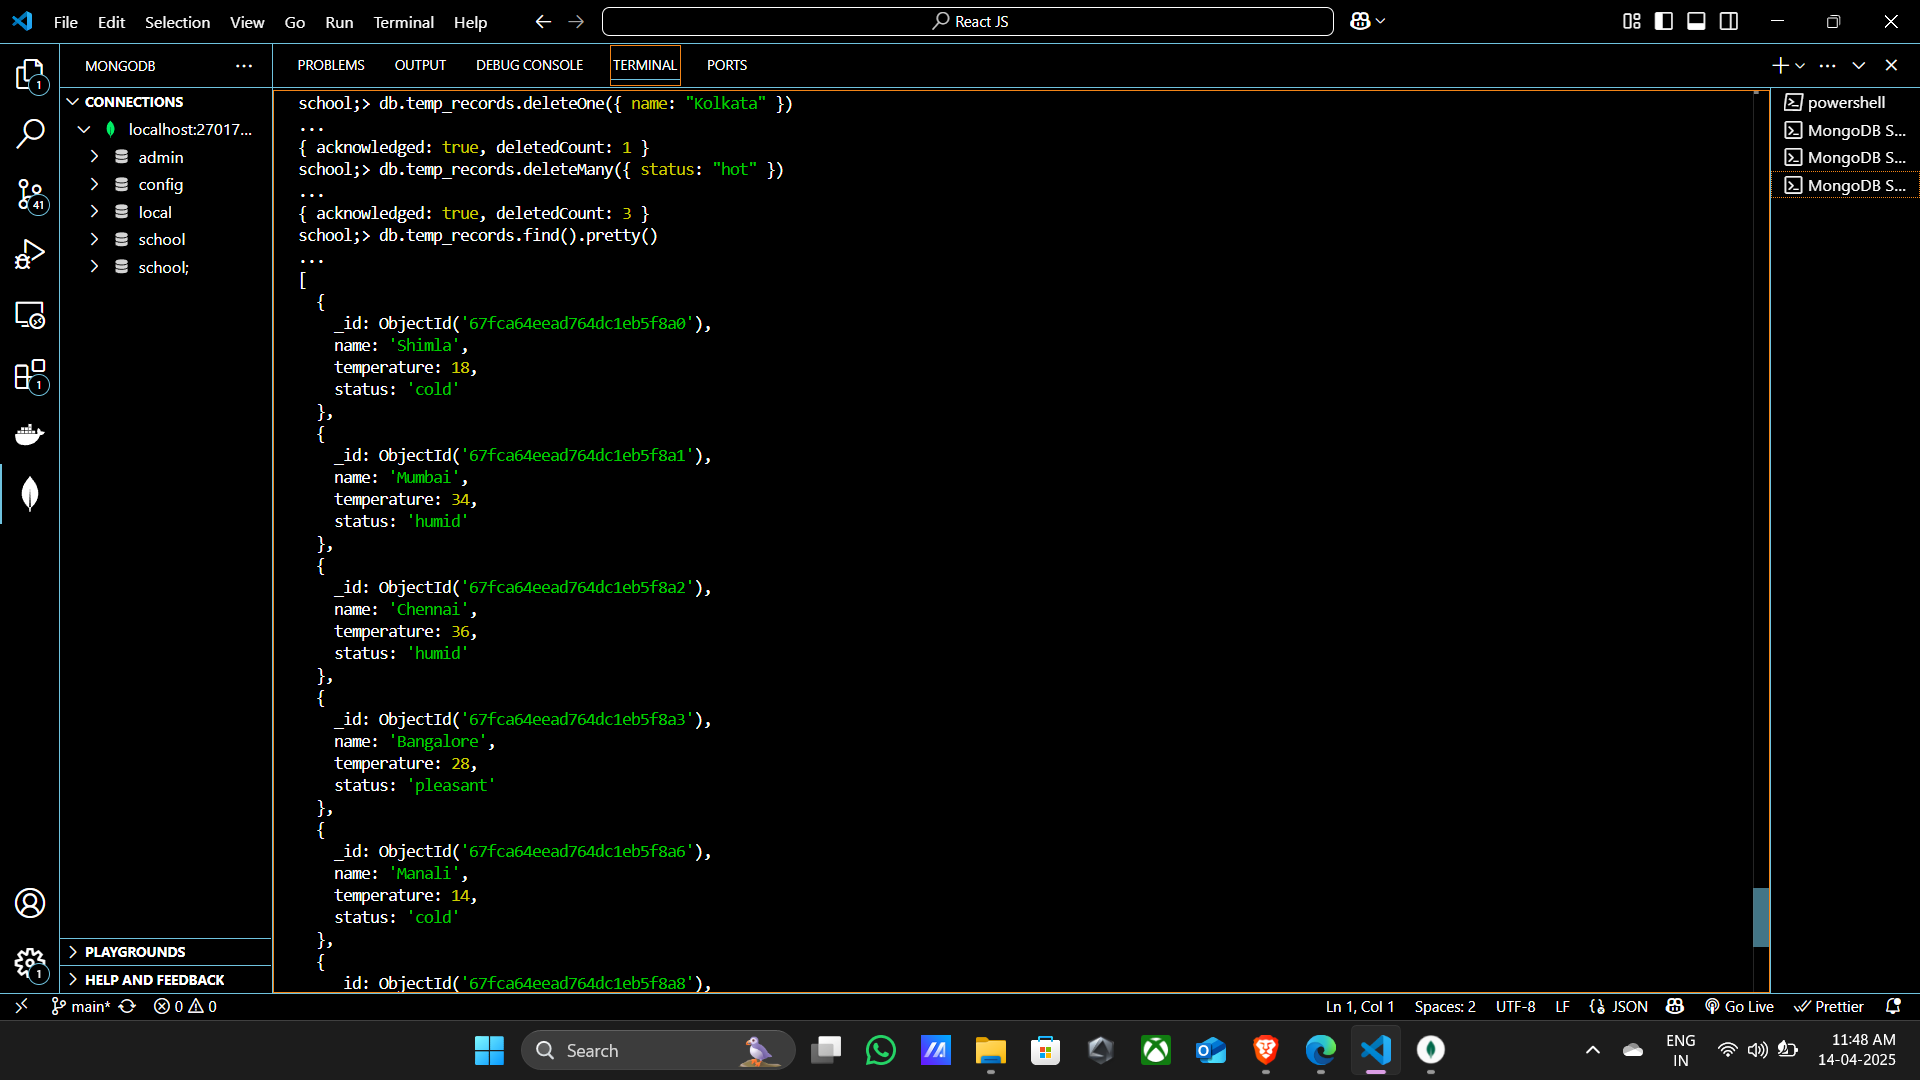 File Edit Selection View Go Run Terminal Help
React JS
MONGODB
PROBLEMS OUTPUT DEBUG CONSOLE TERMINAL PORTS
CONNECTIONS
localhost:27017...
admin
config
local
school
school;
PLAYGROUNDS
HELP AND FEEDBACK
1
41
1
1
school;> db.temp_records.deleteOne({ name: "Kolkata" })
...
{ acknowledged: true, deletedCount: 1 }
school;> db.temp_records.deleteMany({ status: "hot" })
...
{ acknowledged: true, deletedCount: 3 }
school;> db.temp_records.find().pretty()
...
[
{
_id: ObjectId('67fca64eead764dc1eb5f8a0'),
name: 'Shimla',
temperature: 18,
status: 'cold'
},
{
_id: ObjectId('67fca64eead764dc1eb5f8a1'),
name: 'Mumbai',
temperature: 34,
status: 'humid'
},
{
_id: ObjectId('67fca64eead764dc1eb5f8a2'),
name: 'Chennai',
temperature: 36,
status: 'humid'
},
{
_id: ObjectId('67fca64eead764dc1eb5f8a3'),
name: 'Bangalore',
temperature: 28,
status: 'pleasant'
},
{
_id: ObjectId('67fca64eead764dc1eb5f8a6'),
name: 'Manali',
temperature: 14,
status: 'cold'
},
{
_id: ObjectId('67fca64eead764dc1eb5f8a8'),
powershell
MongoDB S...
MongoDB S...
MongoDB S...
main* 0 0
Ln 1, Col 1 Spaces: 2 UTF-8 LF JSON Go Live Prettier
Search
ENG
IN
11:48 AM
14-04-2025